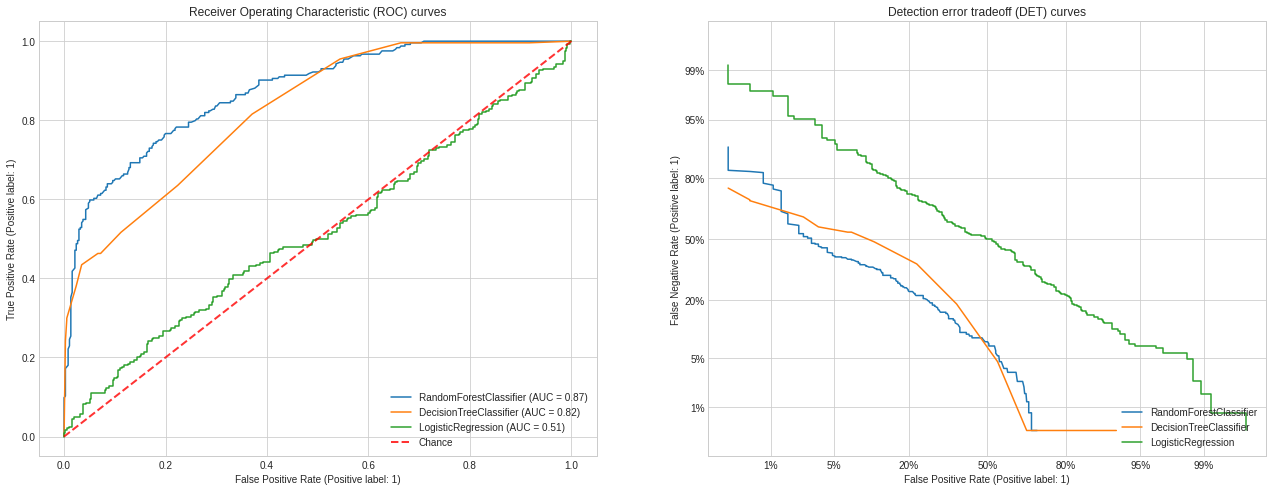 Receiver Operating Characteristic (ROC) curves
1.0
0.8
0.6
0.4
0.2
0.0
True Positive Rate (Positive label: 1)
RandomForestClassifier (AUC = 0.87)
DecisionTreeClassifier (AUC = 0.82)
LogisticRegression (AUC = 0.51)
Chance
0.0 0.2 0.4 0.6 0.8 1.0
False Positive Rate (Positive label: 1)
Detection error tradeoff (DET) curves
99%
95%
80%
50%
20%
5%
1%
False Negative Rate (Positive label: 1)
RandomForestClassifier
DecisionTreeClassifier
LogisticRegression
1% 5% 20% 50% 80% 95% 99%
False Positive Rate (Positive label: 1)